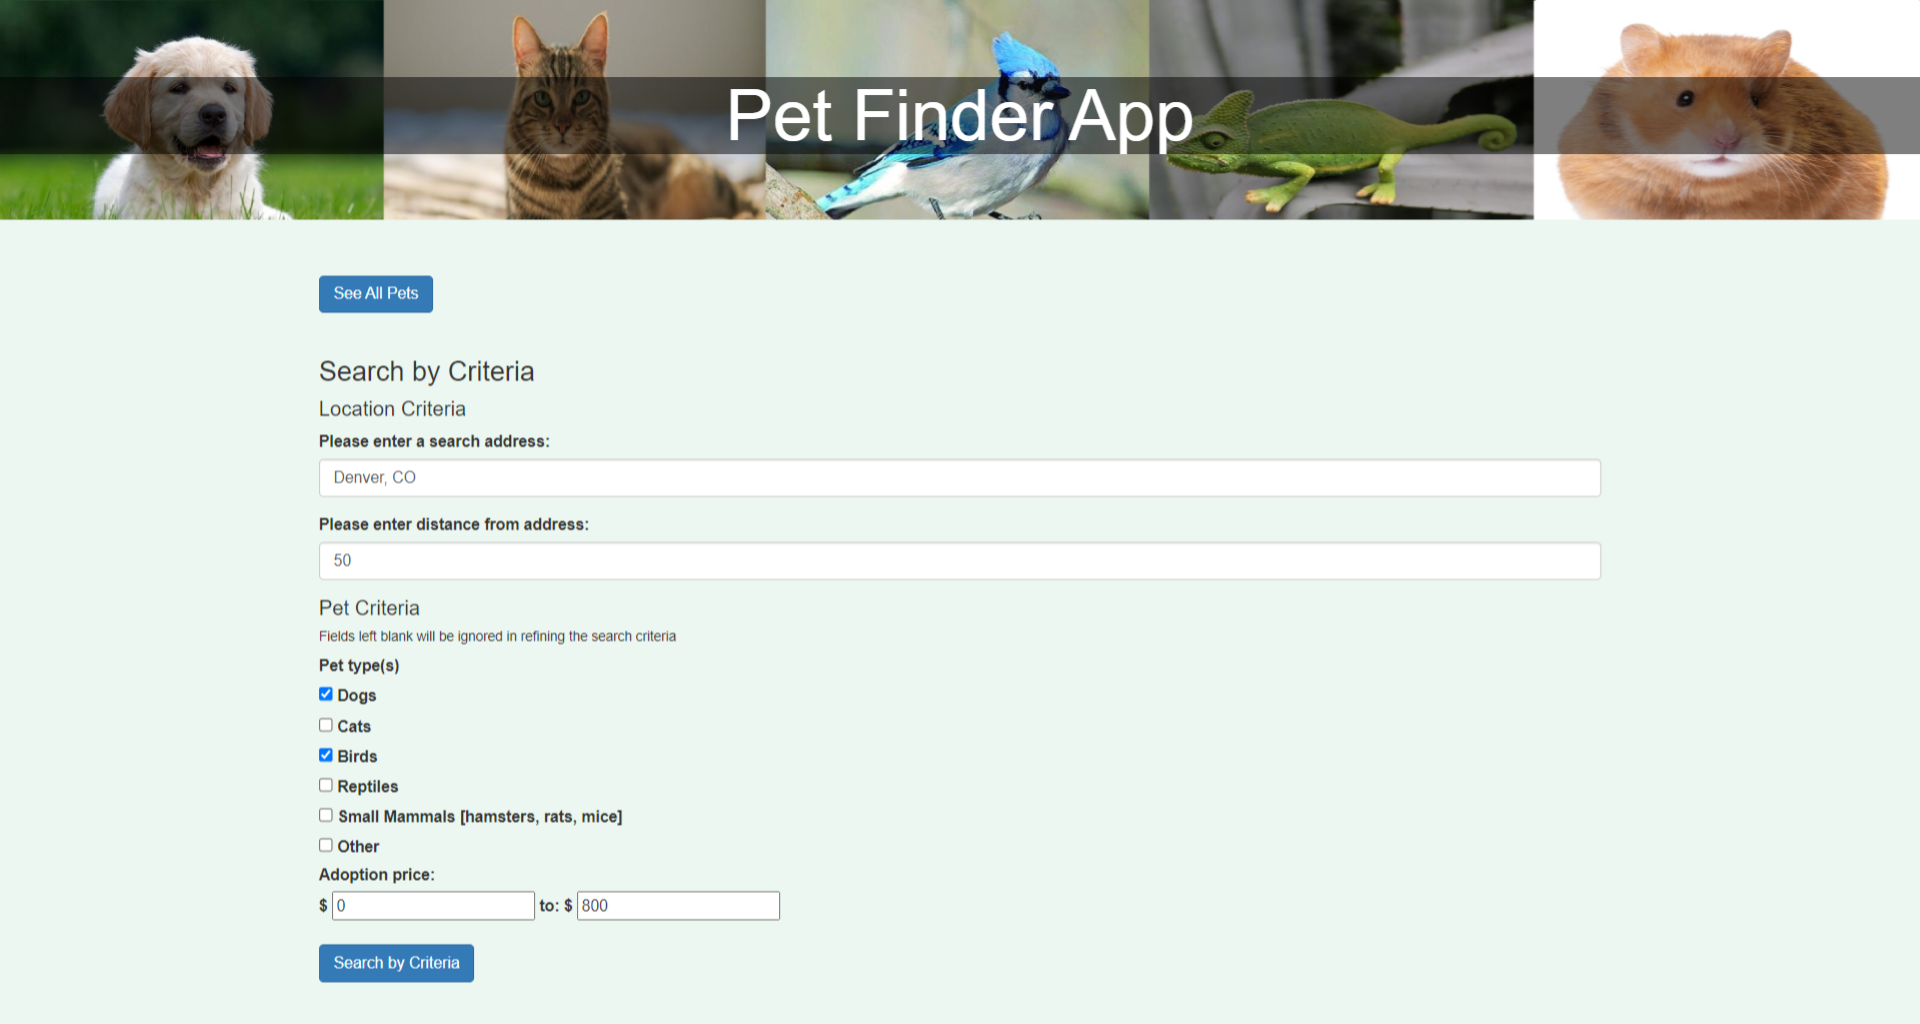 Pet Finder App
See All Pets
Search by Criteria
Location Criteria
Please enter a search address:
Denver, CO
Please enter distance from address:
50
Pet Criteria
Fields left blank will be ignored in refining the search criteria
Pet type(s)
Dogs
Cats
Birds
Reptiles
Small Mammals [hamsters, rats, mice]
Other
Adoption price:
$ 0 to: $ 800
Search by Criteria